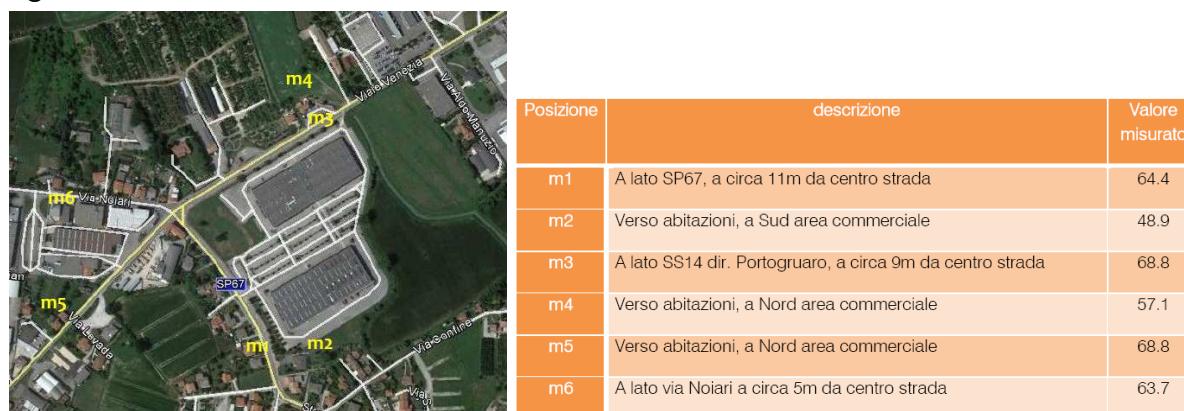 m4
Viale Venezia
Via Aldo Manuzio
m3
m6
Via Noiari
SP67
m5
Via Levada
m1
m2
Via Confine
Posizione
descrizione
Valore
misurato
m1
A lato SP67, a circa 11m da centro strada
64.4
m2
Verso abitazioni, a Sud area commerciale
48.9
m3
A lato SS14 dir. Portogruaro, a circa 9m da centro strada
68.8
m4
Verso abitazioni, a Nord area commerciale
57.1
m5
Verso abitazioni, a Nord area commerciale
68.8
m6
A lato via Noiari a circa 5m da centro strada
63.7